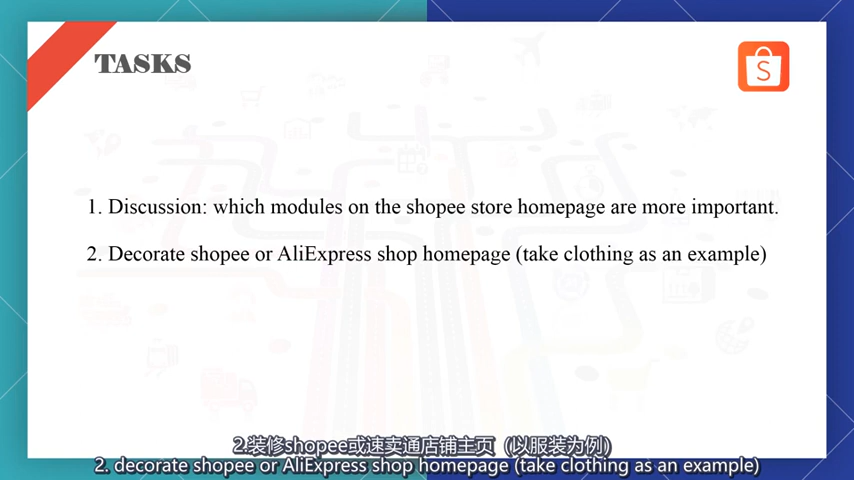 TASKS
S
1. Discussion: which modules on the shopee store homepage are more important.
2. Decorate shopee or AliExpress shop homepage (take clothing as an example)
2.装修shopee或速卖通店铺主页 (以服装为例)
2. decorate shopee or AliExpress shop homepage (take clothing as an example)